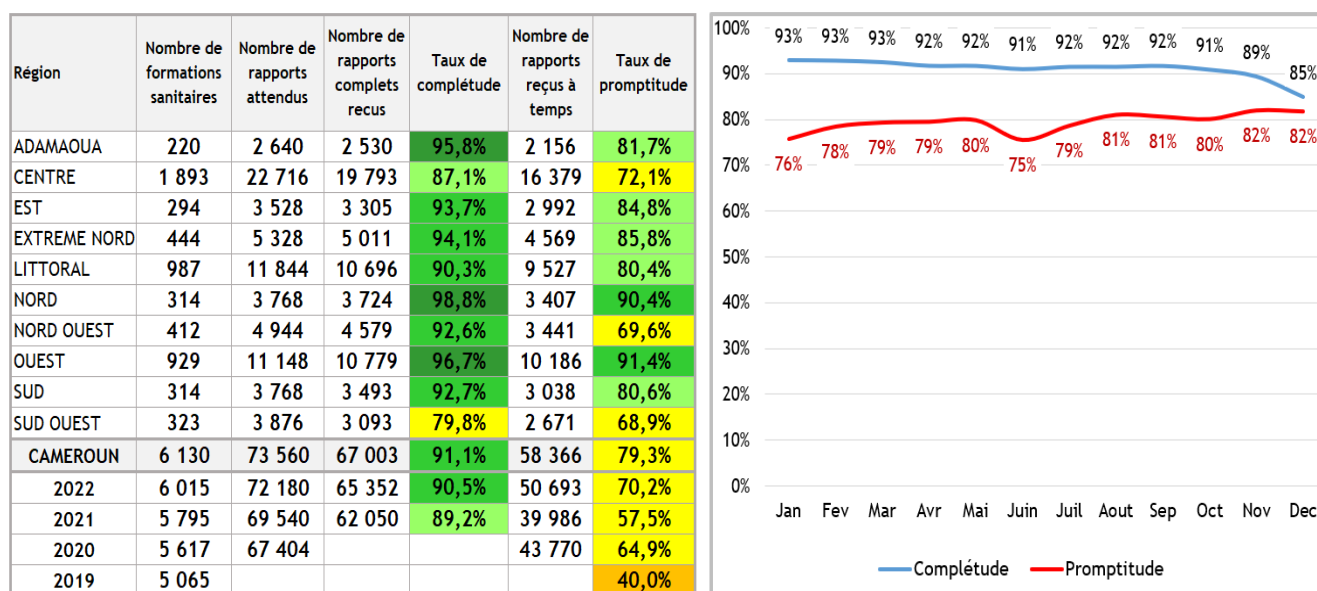 Région Nombre de formations sanitaires Nombre de rapports attendus Nombre de rapports complets recus Taux de complétude Nombre de rapports reçus à temps Taux de promptitude
ADAMAOUA 220 2 640 2 530 95,8% 2 156 81,7%
CENTRE 1 893 22 716 19 793 87,1% 16 379 72,1%
EST 294 3 528 3 305 93,7% 2 992 84,8%
EXTREME NORD 444 5 328 5 011 94,1% 4 569 85,8%
LITTORAL 987 11 844 10 696 90,3% 9 527 80,4%
NORD 314 3 768 3 724 98,8% 3 407 90,4%
NORD OUEST 412 4 944 4 579 92,6% 3 441 69,6%
OUEST 929 11 148 10 779 96,7% 10 186 91,4%
SUD 314 3 768 3 493 92,7% 3 038 80,6%
SUD OUEST 323 3 876 3 093 79,8% 2 671 68,9%
CAMEROUN 6 130 73 560 67 003 91,1% 58 366 79,3%
2022 6 015 72 180 65 352 90,5% 50 693 70,2%
2021 5 795 69 540 62 050 89,2% 39 986 57,5%
2020 5 617 67 404 43 770 64,9%
2019 5 065 40,0%
100%
90%
80%
70%
60%
50%
40%
30%
20%
10%
0%
93% 93% 93% 92% 92% 91% 92% 92% 92% 91% 89% 85%
76% 78% 79% 79% 80% 75% 79% 81% 81% 80% 82% 82%
Jan Fev Mar Avr Mai Juin Juil Aout Sep Oct Nov Dec
Complétude Promptitude